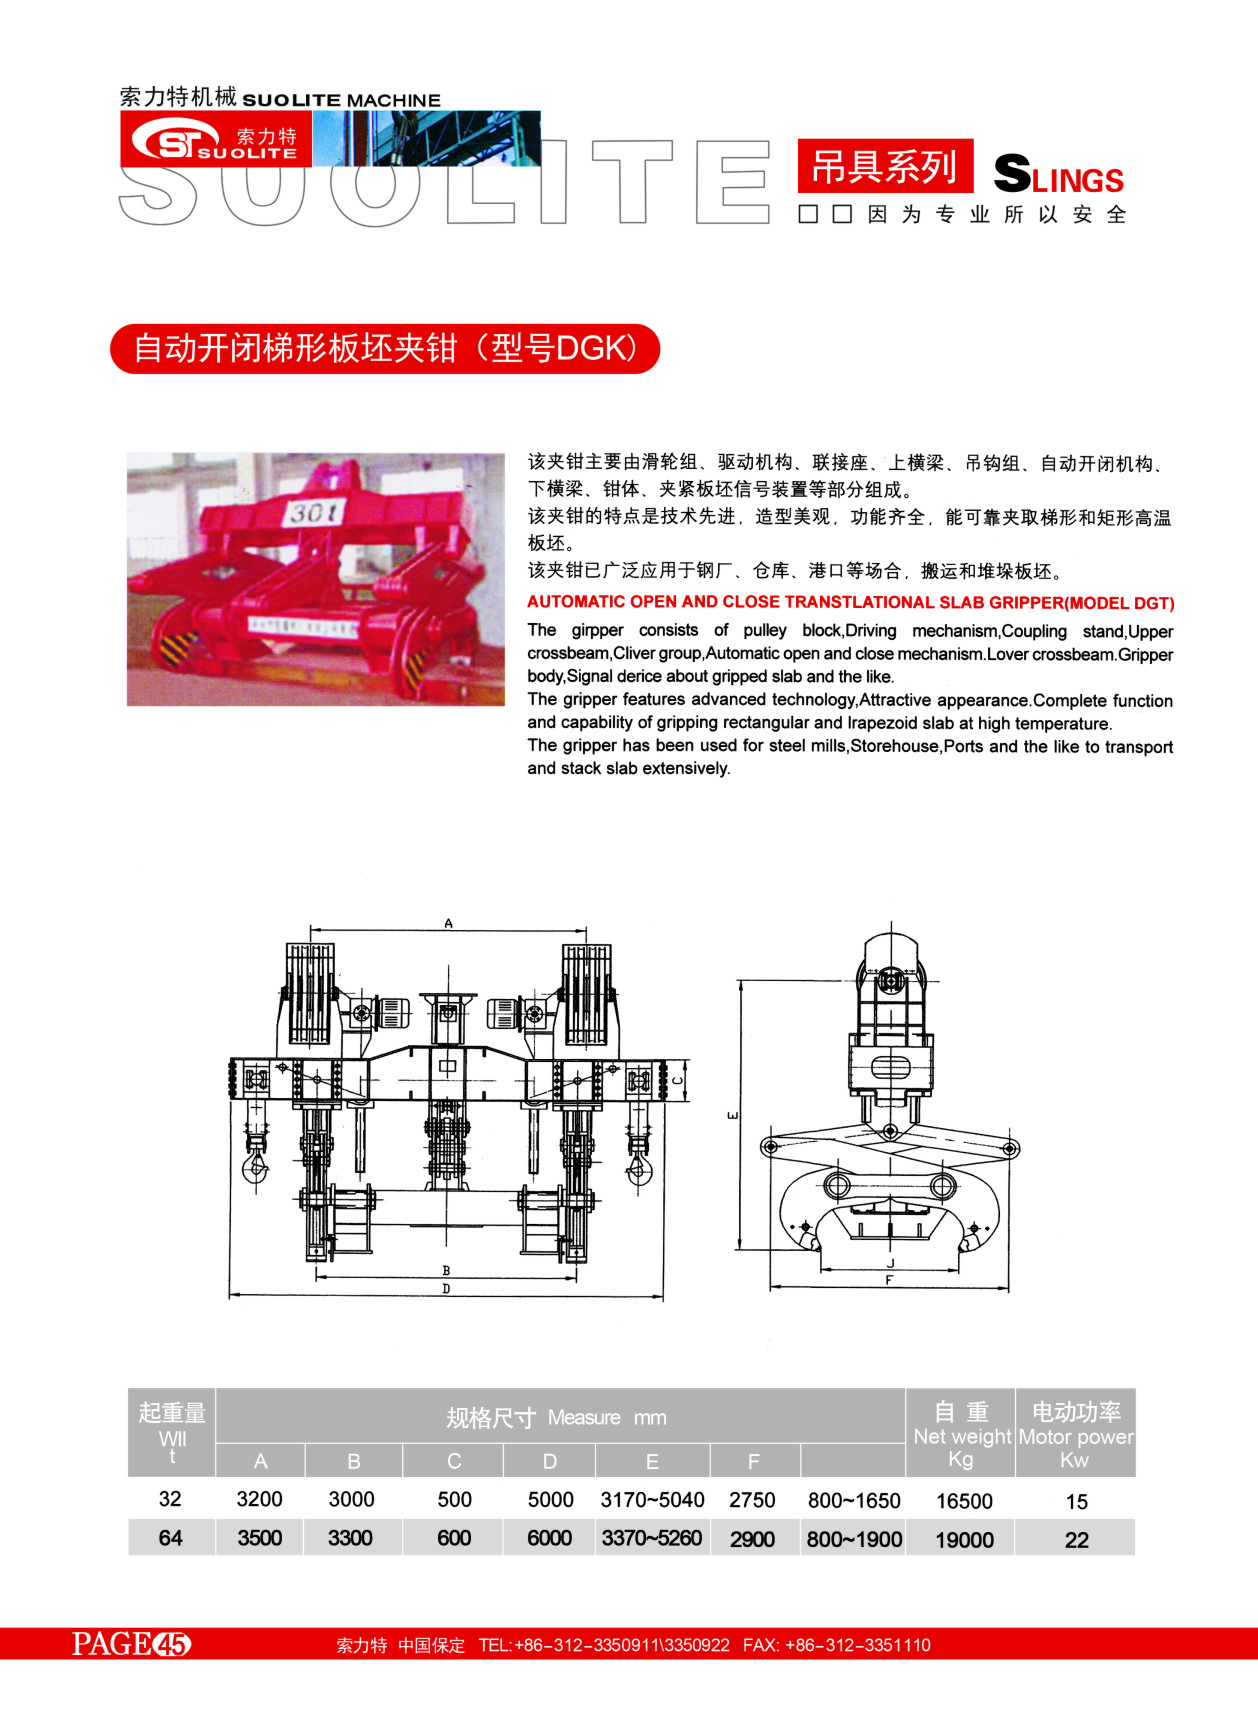 索力特机械 SUOLITE MACHINE
ST 索力特
SUOLITE
SUOLITE
吊具系列 SLINGS
□□因为专业所以安全
自动开闭梯形板坯夹钳（型号DGK)
30t
该夹钳主要由滑轮组、驱动机构、联接座、上横梁、吊钩组、自动开闭机构、
下横梁、钳体、夹紧板坯信号装置等部分组成。
该夹钳的特点是技术先进，造型美观，功能齐全，能可靠夹取梯形和矩形高温
板坯。
该夹钳已广泛应用于钢厂、仓库、港口等场合，搬运和堆垛板坯。
AUTOMATIC OPEN AND CLOSE TRANSTLATIONAL SLAB GRIPPER(MODEL DGT)
The girpper consists of pulley block,Driving mechanism,Coupling stand,Upper
crossbeam,Cliver group,Automatic open and close mechanism.Lover crossbeam.Gripper
body,Signal derice about gripped slab and the like.
The gripper features advanced technology,Attractive appearance.Complete function
and capability of gripping rectangular and Irapezoid slab at high temperature.
The gripper has been used for steel mills,Storehouse,Ports and the like to transport
and stack slab extensively.
A
C
B
D
E
J
F
起重量 规格尺寸 Measure mm 自 重 电动功率
WII Net weight Motor power
t A B C D E F Kg Kw
32 3200 3000 500 5000 3170~5040 2750 800~1650 16500 15
64 3500 3300 600 6000 3370~5260 2900 800~1900 19000 22
PAGE 45 索力特 中国保定 TEL:+86-312-3350911\3350922 FAX: +86-312-3351110